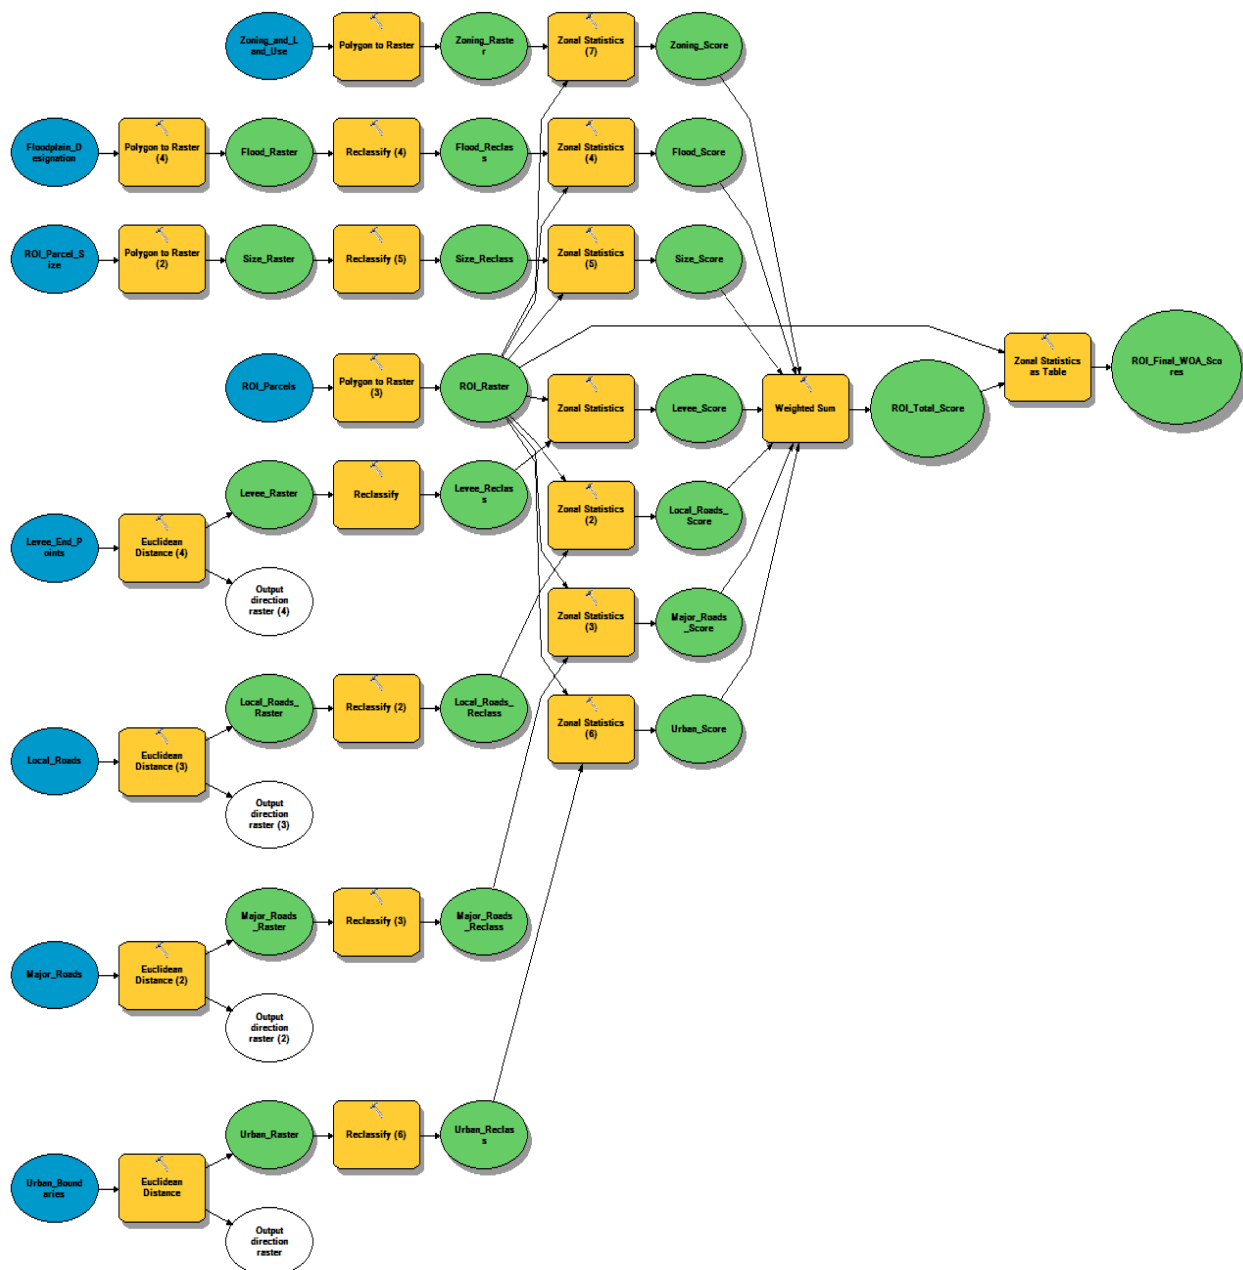 Zoning_and_L
and_Use
Polygon to Raster
Zoning_Raste
r
Zonal Statistics
(7)
Zoning_Score
Floodplain_D
esignation
Polygon to Raster
(4)
Flood_Raster
Reclassify (4)
Flood_Reclas
s
Zonal Statistics
(4)
Flood_Score
ROI_Parcel_S
ize
Polygon to Raster
(2)
Size_Raster
Reclassify (5)
Size_Reclass
Zonal Statistics
(5)
Size_Score
ROI_Parcels
Polygon to Raster
(3)
ROI_Raster
Zonal Statistics
Levee_Score
Weighted Sum
ROI_Total_Score
Zonal Statistics
as Table
ROI_Final_WOA_Sco
res
Levee_End_P
oints
Euclidean
Distance (4)
Levee_Raster
Reclassify
Levee_Reclas
s
Output
direction
raster (4)
Zonal Statistics
(2)
Local_Roads_
Score
Zonal Statistics
(3)
Major_Roads
_Score
Local_Roads
Euclidean
Distance (3)
Local_Roads_
Raster
Reclassify (2)
Local_Roads_
Reclass
Output
direction
raster (3)
Zonal Statistics
(6)
Urban_Score
Major_Roads
Euclidean
Distance (2)
Major_Roads
_Raster
Reclassify (3)
Major_Roads
_Reclass
Output
direction
raster (2)
Urban_Bound
aries
Euclidean
Distance
Urban_Raster
Reclassify (6)
Urban_Reclas
s
Output
direction
raster